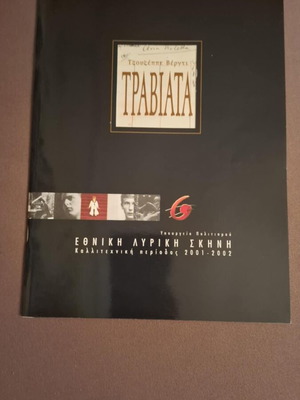 Τζουζέππε Βέρντι
ΤΡΑΒΙΑΤΑ
Υπουργείο Πολιτισμού
ΕΘΝΙΚΗ ΛΥΡΙΚΗ ΣΚΗΝΗ
Καλλιτεχνική περίοδος 2001-2002